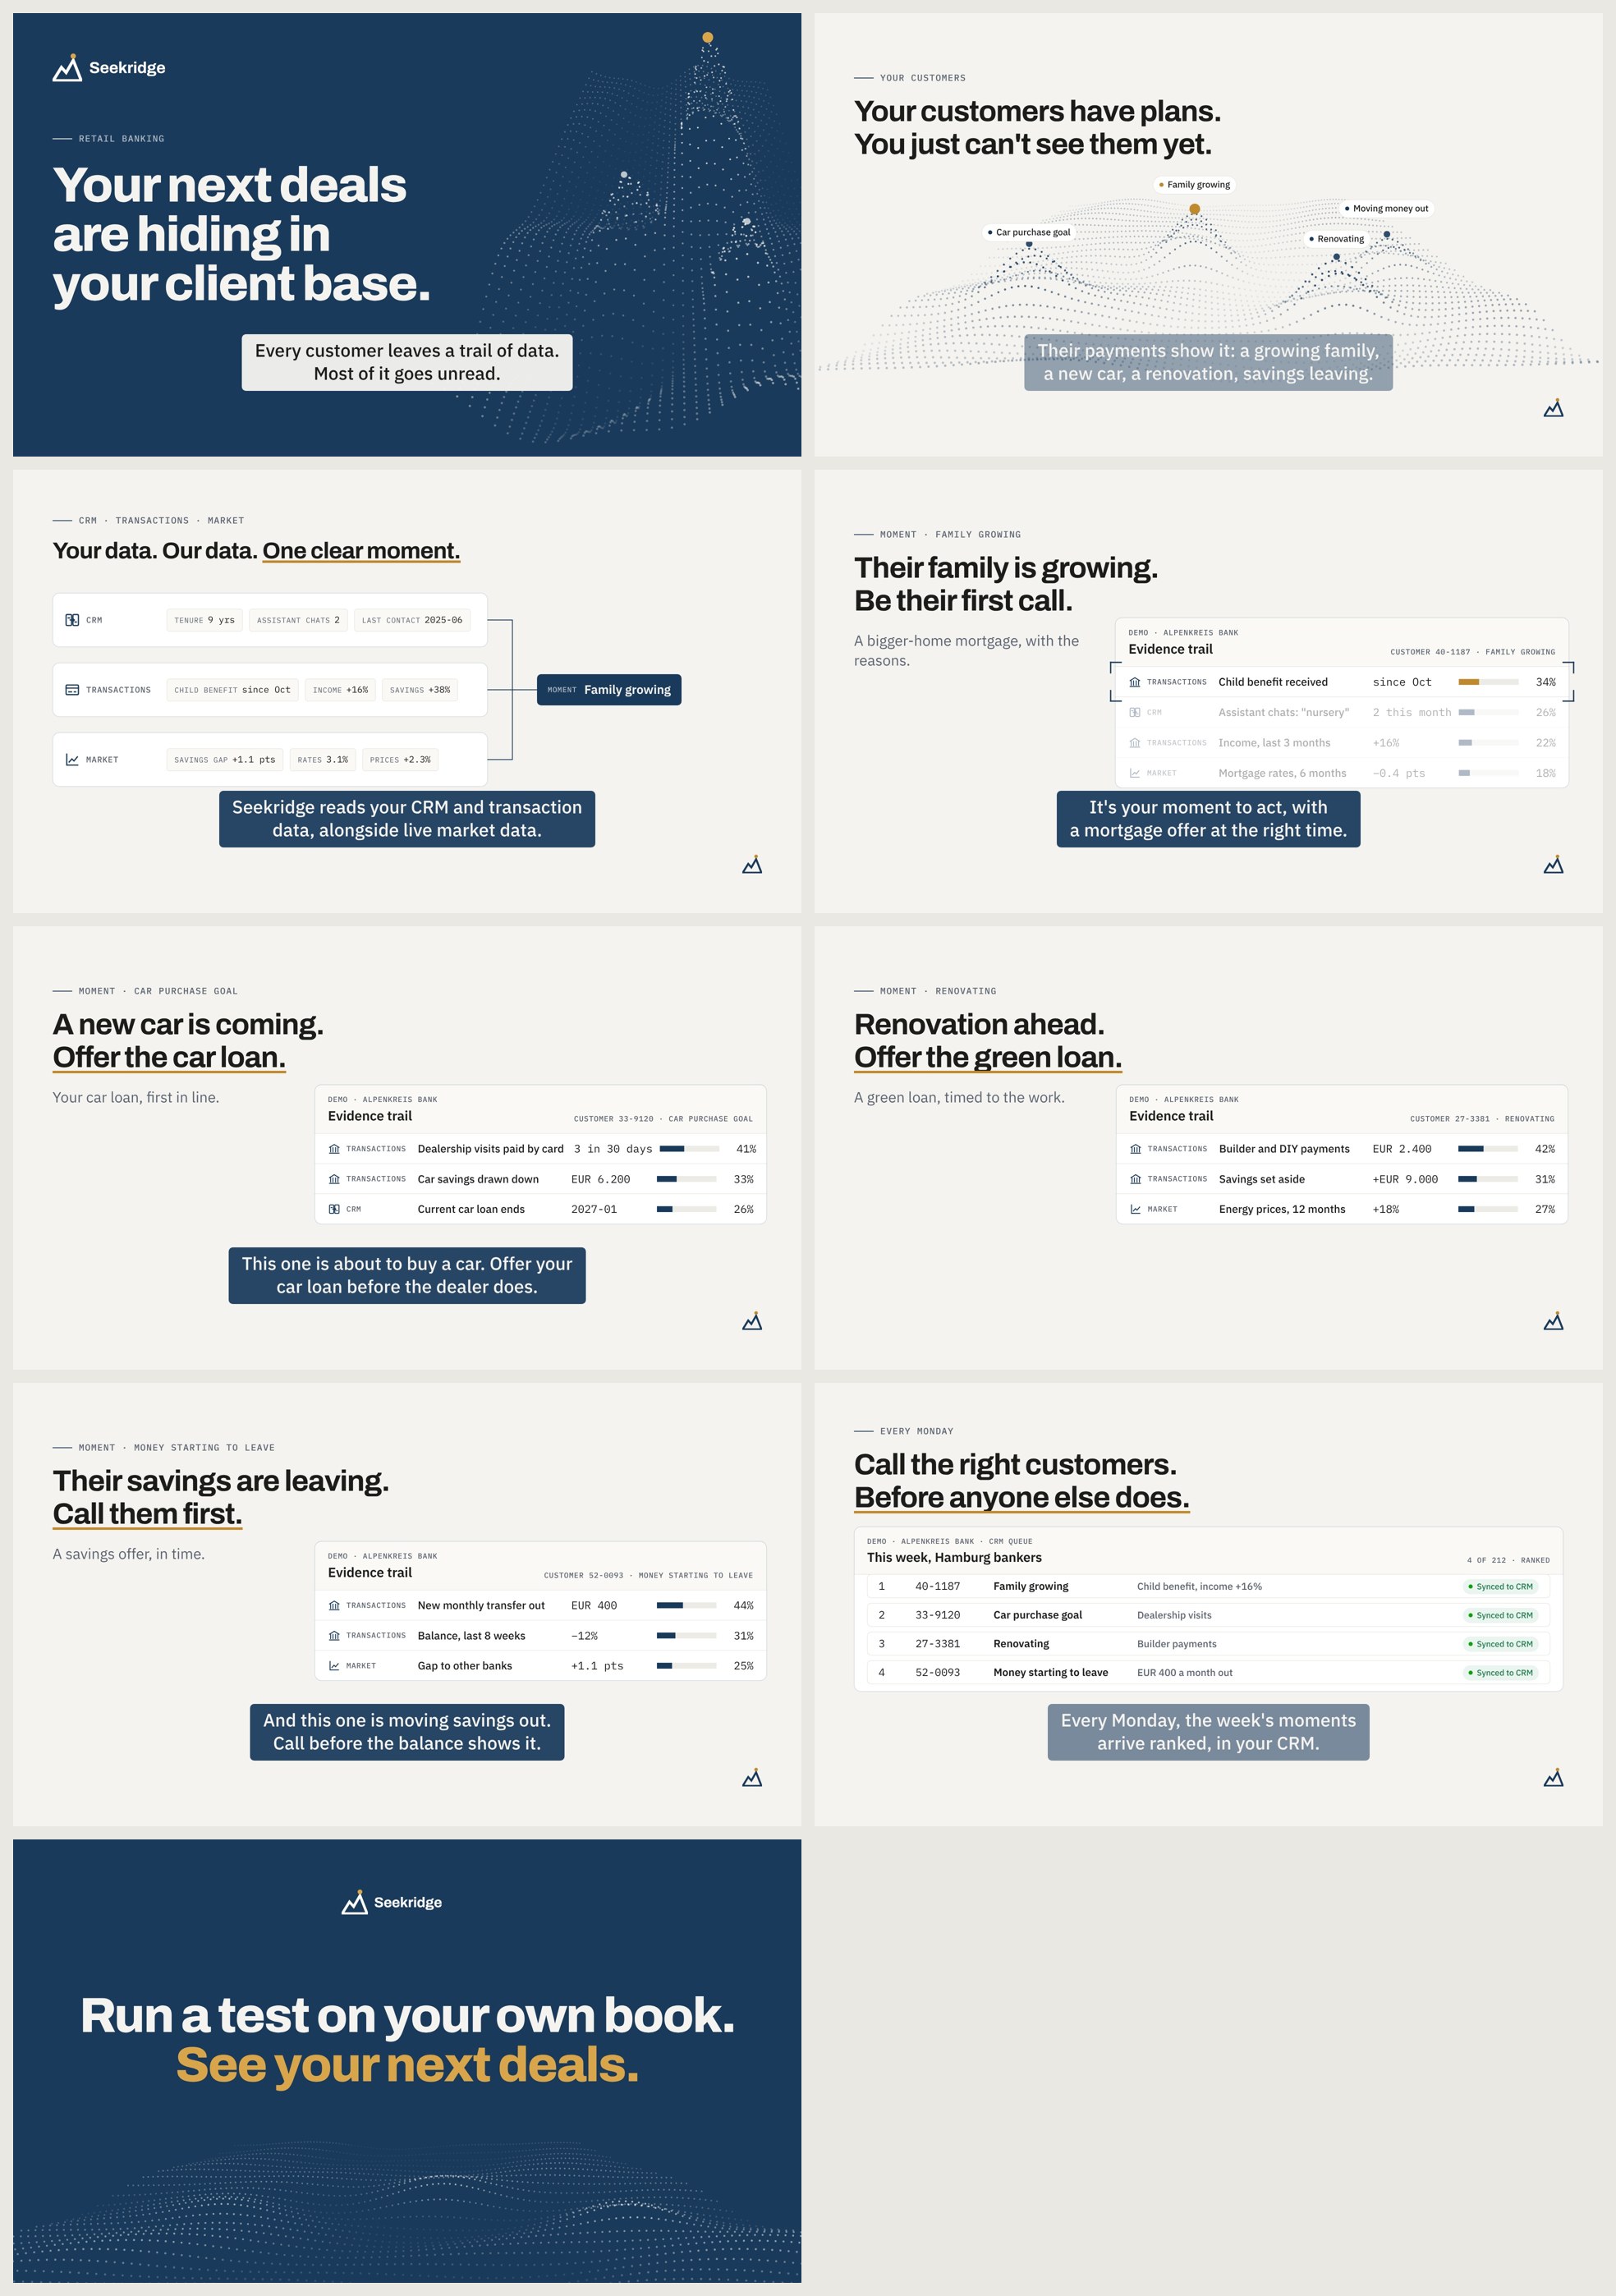 Seekridge
RETAIL BANKING
Your next deals
are hiding in
your client base.
Every customer leaves a trail of data.
Most of it goes unread.
YOUR CUSTOMERS
Your customers have plans.
You just can't see them yet.
Family growing
Moving money out
Car purchase goal
Renovating
Their payments show it: a growing family,
a new car, a renovation, savings leaving.
CRM · TRANSACTIONS · MARKET
Your data. Our data. One clear moment.
CRM TENURE 9 yrs ASSISTANT CHATS 2 LAST CONTACT 2025-06
TRANSACTIONS CHILD BENEFIT since Oct INCOME +16% SAVINGS +38%
MOMENT Family growing
MARKET SAVINGS GAP +1.1 pts RATES 3.1% PRICES +2.3%
Seekridge reads your CRM and transaction
data, alongside live market data.
MOMENT · FAMILY GROWING
Their family is growing.
Be their first call.
A bigger-home mortgage, with the
reasons.
DEMO · ALPENKREIS BANK
Evidence trail CUSTOMER 40-1187 · FAMILY GROWING
TRANSACTIONS Child benefit received since Oct 34%
CRM Assistant chats: "nursery" 2 this month 26%
TRANSACTIONS Income, last 3 months +16% 22%
MARKET Mortgage rates, 6 months −0.4 pts 18%
It's your moment to act, with
a mortgage offer at the right time.
MOMENT · CAR PURCHASE GOAL
A new car is coming.
Offer the car loan.
Your car loan, first in line.
DEMO · ALPENKREIS BANK
Evidence trail CUSTOMER 33-9120 · CAR PURCHASE GOAL
TRANSACTIONS Dealership visits paid by card 3 in 30 days 41%
TRANSACTIONS Car savings drawn down EUR 6.200 33%
CRM Current car loan ends 2027-01 26%
This one is about to buy a car. Offer your
car loan before the dealer does.
MOMENT · RENOVATING
Renovation ahead.
Offer the green loan.
A green loan, timed to the work.
DEMO · ALPENKREIS BANK
Evidence trail CUSTOMER 27-3381 · RENOVATING
TRANSACTIONS Builder and DIY payments EUR 2.400 42%
TRANSACTIONS Savings set aside +EUR 9.000 31%
MARKET Energy prices, 12 months +18% 27%
MOMENT · MONEY STARTING TO LEAVE
Their savings are leaving.
Call them first.
A savings offer, in time.
DEMO · ALPENKREIS BANK
Evidence trail CUSTOMER 52-0093 · MONEY STARTING TO LEAVE
TRANSACTIONS New monthly transfer out EUR 400 44%
TRANSACTIONS Balance, last 8 weeks −12% 31%
MARKET Gap to other banks +1.1 pts 25%
And this one is moving savings out.
Call before the balance shows it.
EVERY MONDAY
Call the right customers.
Before anyone else does.
DEMO · ALPENKREIS BANK · CRM QUEUE
This week, Hamburg bankers 4 OF 212 · RANKED
1 40-1187 Family growing Child benefit, income +16% Synced to CRM
2 33-9120 Car purchase goal Dealership visits Synced to CRM
3 27-3381 Renovating Builder payments Synced to CRM
4 52-0093 Money starting to leave EUR 400 a month out Synced to CRM
Every Monday, the week's moments
arrive ranked, in your CRM.
Seekridge
Run a test on your own book.
See your next deals.